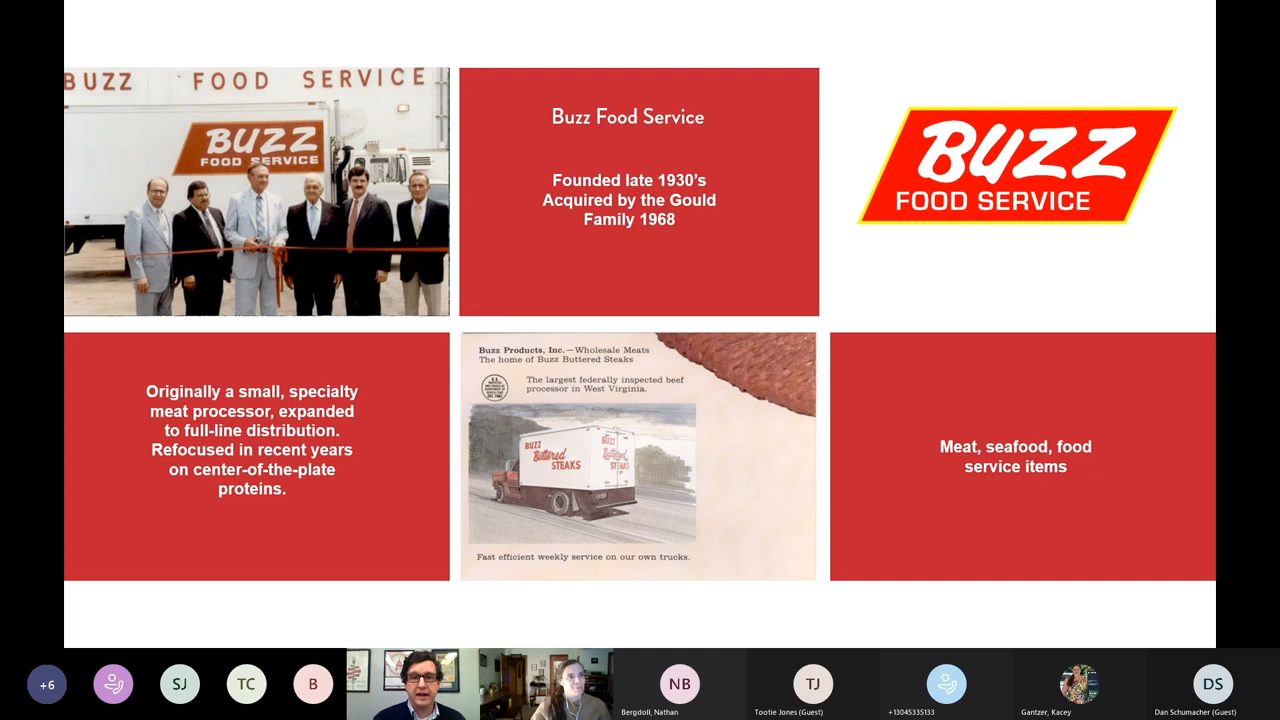 BUZZ FOOD SERVICE
BUZZ
FOOD SERVICE
Buzz Food Service
Founded late 1930’s
Acquired by the Gould
Family 1968
BUZZ
FOOD SERVICE
Originally a small, specialty
meat processor, expanded
to full-line distribution.
Refocused in recent years
on center-of-the-plate
proteins.
Buzz Products, Inc.—Wholesale Meats
The home of Buzz Buttered Steaks
The largest federally inspected beef
processor in West Virginia.
BUZZ
Buttered
STEAKS
BUZZ
Buttered
STEAKS
Fast efficient weekly service on our own trucks.
Meat, seafood, food
service items
+6
SJ
TC
B
NB
Bergdoll, Nathan
TJ
Tootie Jones (Guest)
+13045335133
Gantzer, Kacey
DS
Dan Schumacher (Guest)